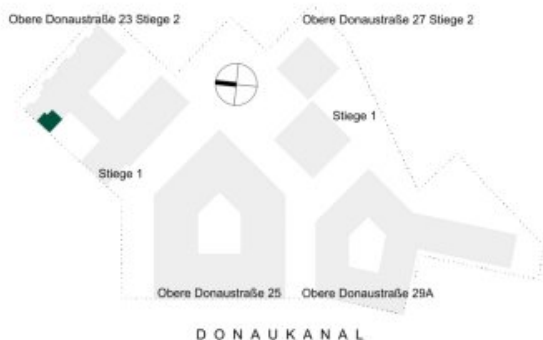 Obere Donaustraße 23 Stiege 2
Obere Donaustraße 27 Stiege 2
Stiege 1
Stiege 1
Obere Donaustraße 25
Obere Donaustraße 29A
DONAUKANAL